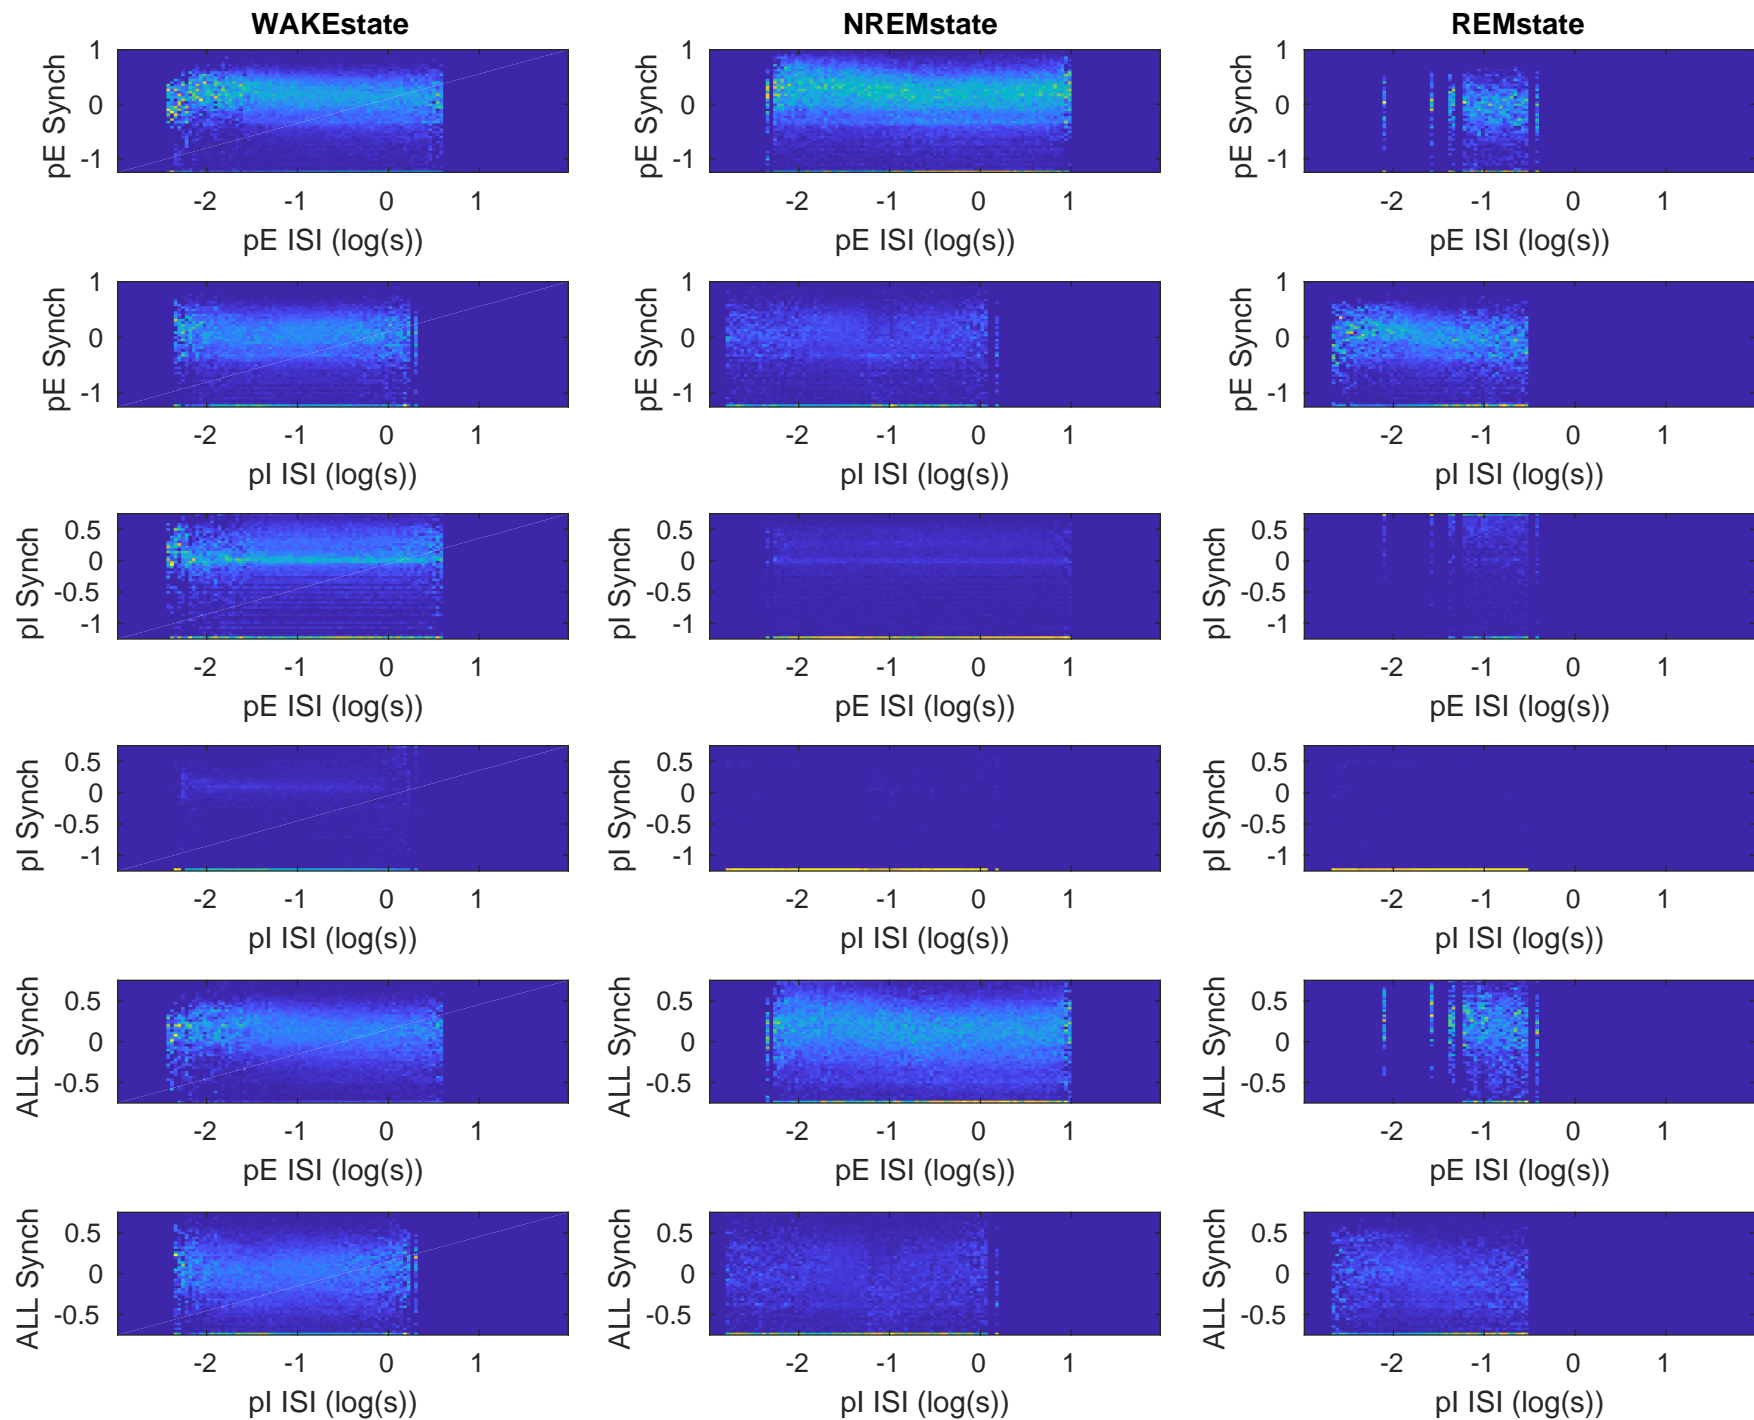 WAKEstate NREMstate REMstate
1 1 1
pE Synch pE Synch pE Synch
0 0 0
-1 -1 -1
-2 -1 0 1 -2 -1 0 1 -2 -1 0 1
pE ISI (log(s)) pE ISI (log(s)) pE ISI (log(s))
1 1 1
pE Synch pE Synch pE Synch
0 0 0
-1 -1 -1
-2 -1 0 1 -2 -1 0 1 -2 -1 0 1
pI ISI (log(s)) pI ISI (log(s)) pI ISI (log(s))
0.5 0.5 0.5
pI Synch pI Synch pI Synch
0 0 0
-0.5 -0.5 -0.5
-1 -1 -1
-2 -1 0 1 -2 -1 0 1 -2 -1 0 1
pE ISI (log(s)) pE ISI (log(s)) pE ISI (log(s))
0.5 0.5 0.5
pI Synch pI Synch pI Synch
0 0 0
-0.5 -0.5 -0.5
-1 -1 -1
-2 -1 0 1 -2 -1 0 1 -2 -1 0 1
pI ISI (log(s)) pI ISI (log(s)) pI ISI (log(s))
0.5 0.5 0.5
ALL Synch ALL Synch ALL Synch
0 0 0
-0.5 -0.5 -0.5
-2 -1 0 1 -2 -1 0 1 -2 -1 0 1
pE ISI (log(s)) pE ISI (log(s)) pE ISI (log(s))
0.5 0.5 0.5
ALL Synch ALL Synch ALL Synch
0 0 0
-0.5 -0.5 -0.5
-2 -1 0 1 -2 -1 0 1 -2 -1 0 1
pI ISI (log(s)) pI ISI (log(s)) pI ISI (log(s))